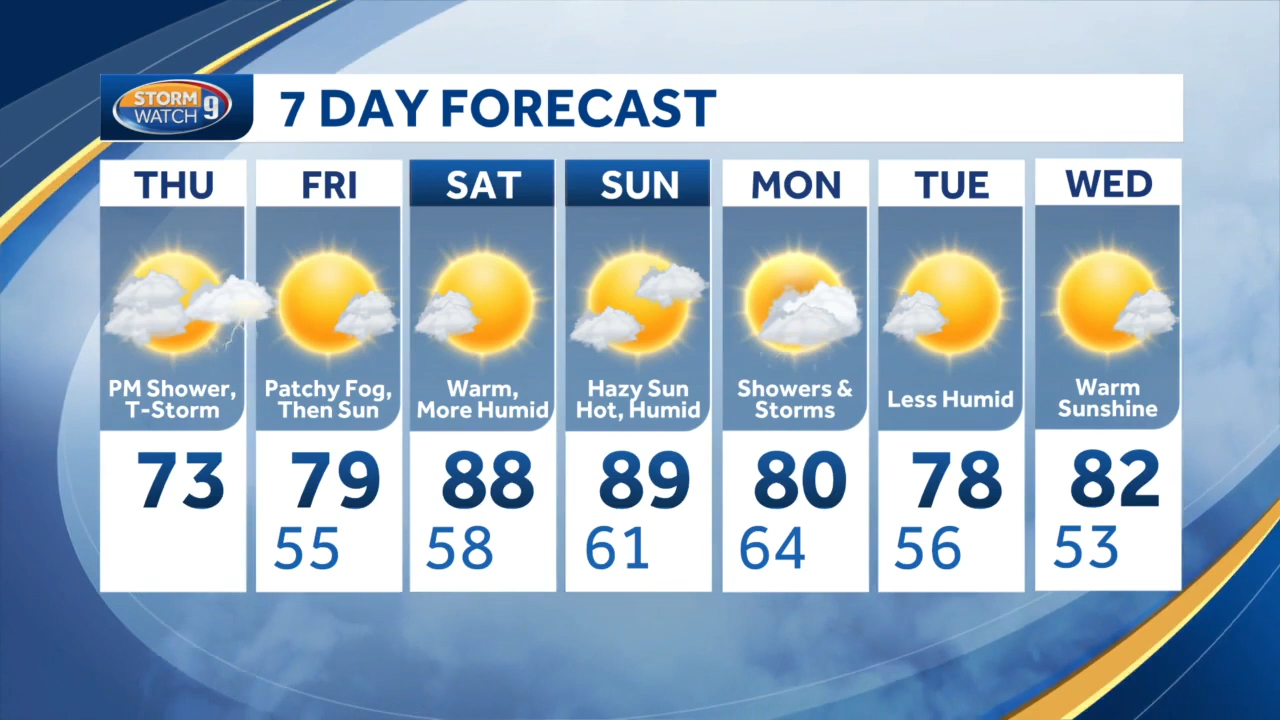 STORM
WATCH 9
7 DAY FORECAST
THU
PM Shower,
T-Storm
73
FRI
Patchy Fog,
Then Sun
79
55
SAT
Warm,
More Humid
88
58
SUN
Hazy Sun
Hot, Humid
89
61
MON
Showers &
Storms
80
64
TUE
Less Humid
78
56
WED
Warm
Sunshine
82
53